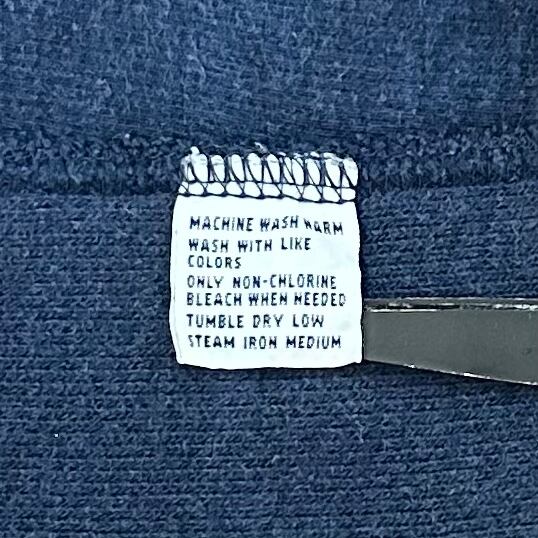 MACHINE WASH WARM
WASH WITH LIKE
COLORS
ONLY NON-CHLORINE
BLEACH WHEN NEEDED
TUMBLE DRY LOW
STEAM IRON MEDIUM